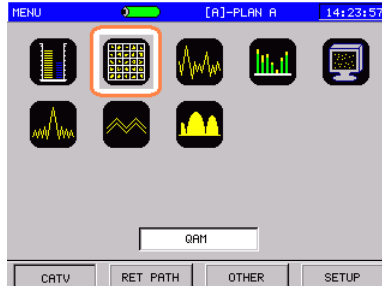 MENU [A]-PLAN A 14:23:57
QAM
CATV RET PATH OTHER SETUP